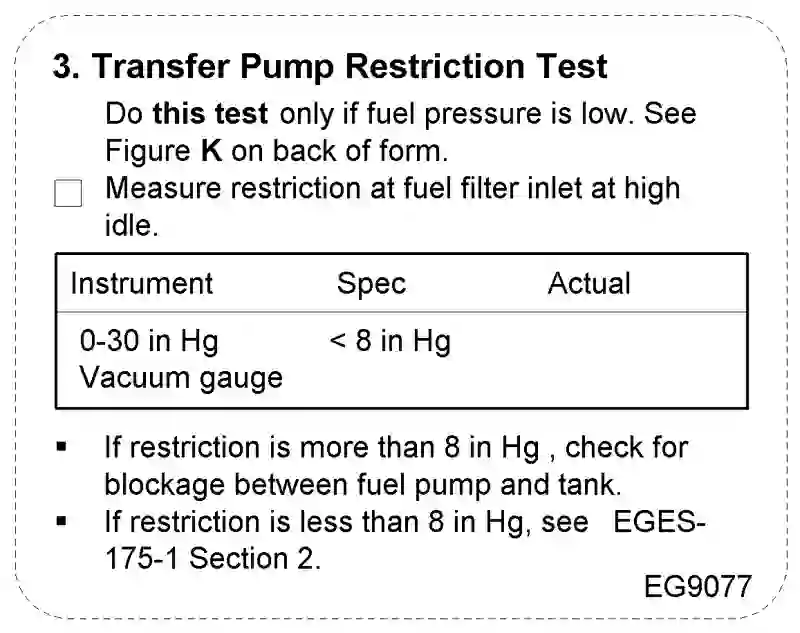 3. Transfer Pump Restriction Test
Do this test only if fuel pressure is low. See
Figure K on back of form.
Measure restriction at fuel filter inlet at high
idle.
Instrument Spec Actual
0-30 in Hg < 8 in Hg
Vacuum gauge
▪ If restriction is more than 8 in Hg , check for
blockage between fuel pump and tank.
▪ If restriction is less than 8 in Hg, see EGES-
175-1 Section 2.
EG9077